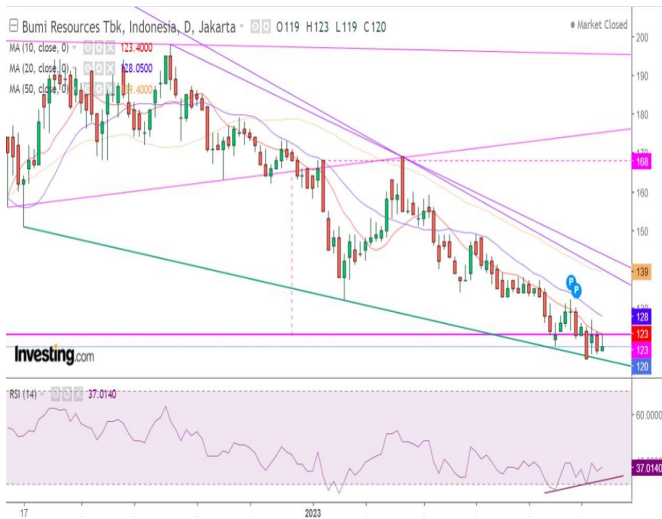 Bumi Resources Tbk, Indonesia, D, Jakarta O119 H123 L119 C120
Market Closed
MA (10, close, 0) 123.4000
MA (20, close, 0) 128.0500
MA (50, close, 0)
200
190
180
170
168
160
150
139
128
123
123
120
P
P
Investing.com
RSI (14) 37.0140
60.0000
37.0140
17
2023